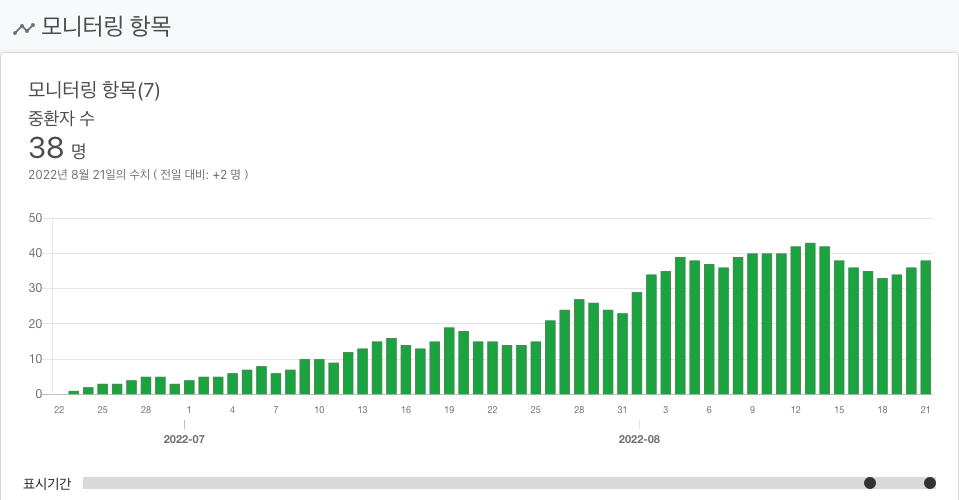 모니터링 항목
모니터링 항목(7)
중환자 수
38 명
2022년 8월 21일의 수치 ( 전일 대비: +2 명 )
50
40
30
20
10
0
22 25 28 1 4 7 10 13 16 19 22 25 28 31 3 6 9 12 15 18 21
2022-07 2022-08
표시기간